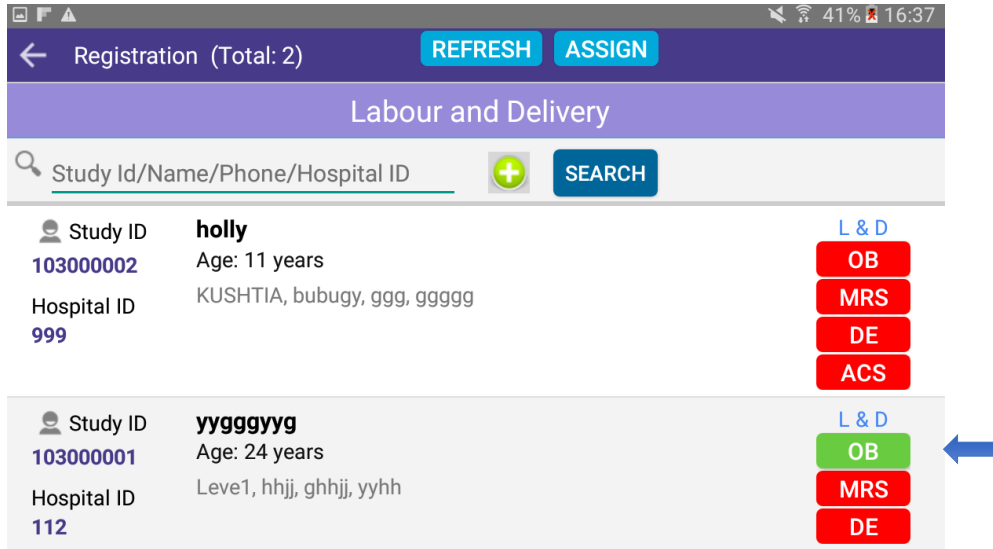 41% 16:37
Registration (Total: 2) REFRESH ASSIGN
Labour and Delivery
Study Id/Name/Phone/Hospital ID SEARCH
Study ID holly L & D
103000002 Age: 11 years OB
Hospital ID KUSHTIA, bubugy, ggg, ggggg MRS
999 DE
ACS
Study ID yygggyyg L & D
103000001 Age: 24 years OB
Hospital ID Leve1, hhjj, ghhjj, yyhh MRS
112 DE